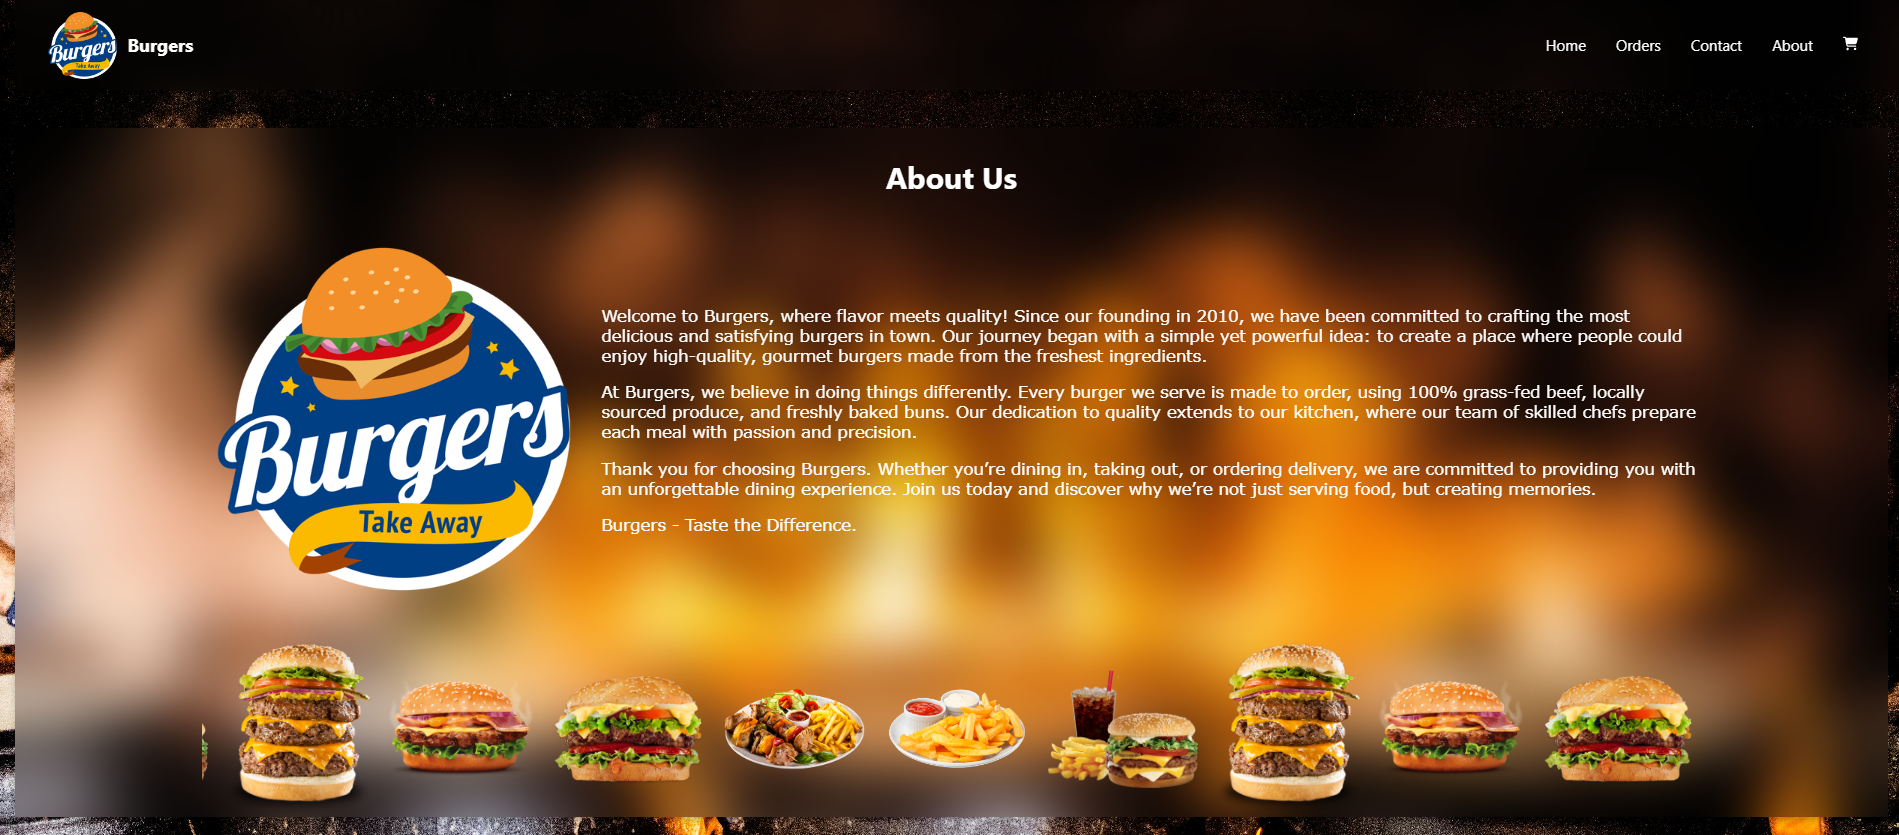 Burgers
Take Away
Burgers
Home
Orders
Contact
About
About Us
Burgers
Take Away
Welcome to Burgers, where flavor meets quality! Since our founding in 2010, we have been committed to crafting the most
delicious and satisfying burgers in town. Our journey began with a simple yet powerful idea: to create a place where people could
enjoy high-quality, gourmet burgers made from the freshest ingredients.
At Burgers, we believe in doing things differently. Every burger we serve is made to order, using 100% grass-fed beef, locally
sourced produce, and freshly baked buns. Our dedication to quality extends to our kitchen, where our team of skilled chefs prepare
each meal with passion and precision.
Thank you for choosing Burgers. Whether you’re dining in, taking out, or ordering delivery, we are committed to providing you with
an unforgettable dining experience. Join us today and discover why we’re not just serving food, but creating memories.
Burgers - Taste the Difference.